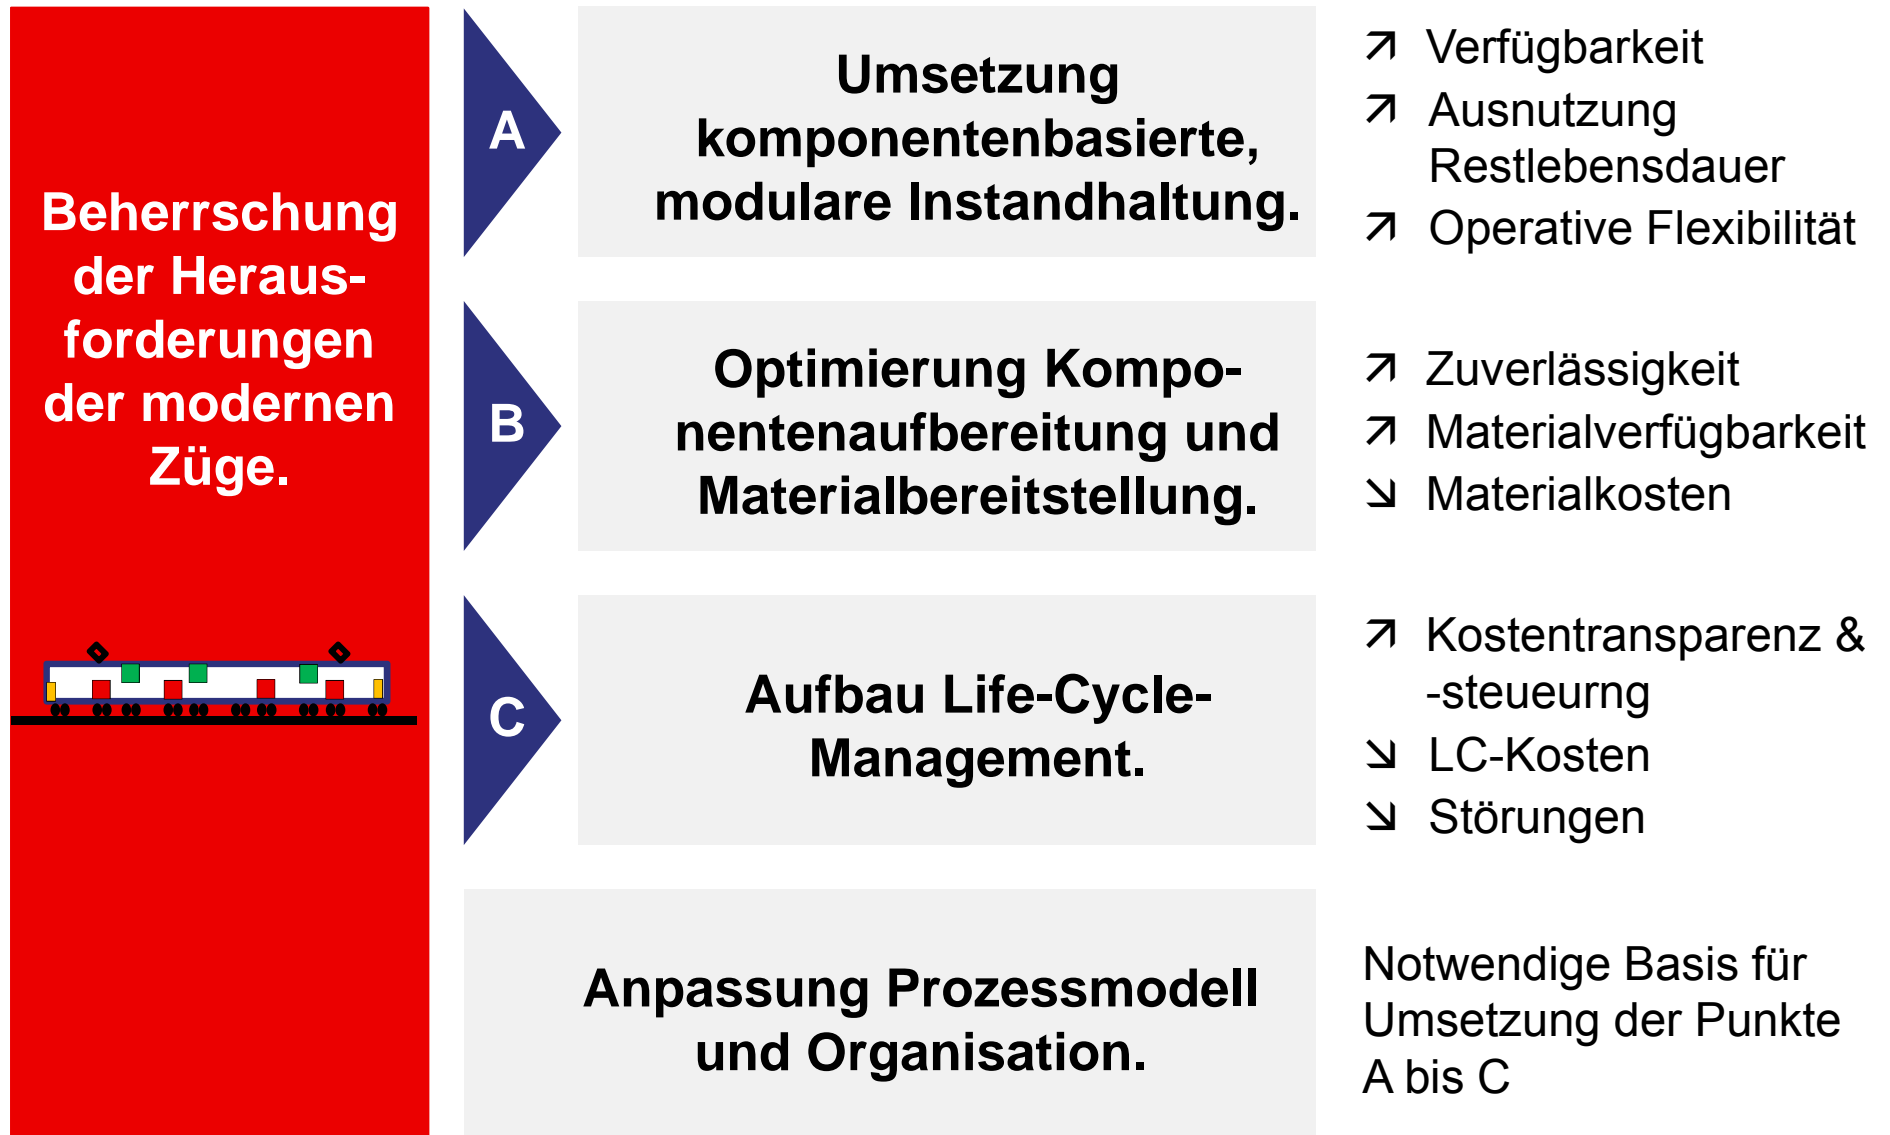 Beherrschung
der Heraus-
forderungen
der modernen
Züge.
A
Umsetzung
komponentenbasierte,
modulare Instandhaltung.
↗ Verfügbarkeit
↗ Ausnutzung
Restlebensdauer
↗ Operative Flexibilität
B
Optimierung Kompo-
nentenaufbereitung und
Materialbereitstellung.
↗ Zuverlässigkeit
↗ Materialverfügbarkeit
↘ Materialkosten
C
Aufbau Life-Cycle-
Management.
↗ Kostentransparenz &
-steueurng
↘ LC-Kosten
↘ Störungen
Anpassung Prozessmodell
und Organisation.
Notwendige Basis für
Umsetzung der Punkte
A bis C